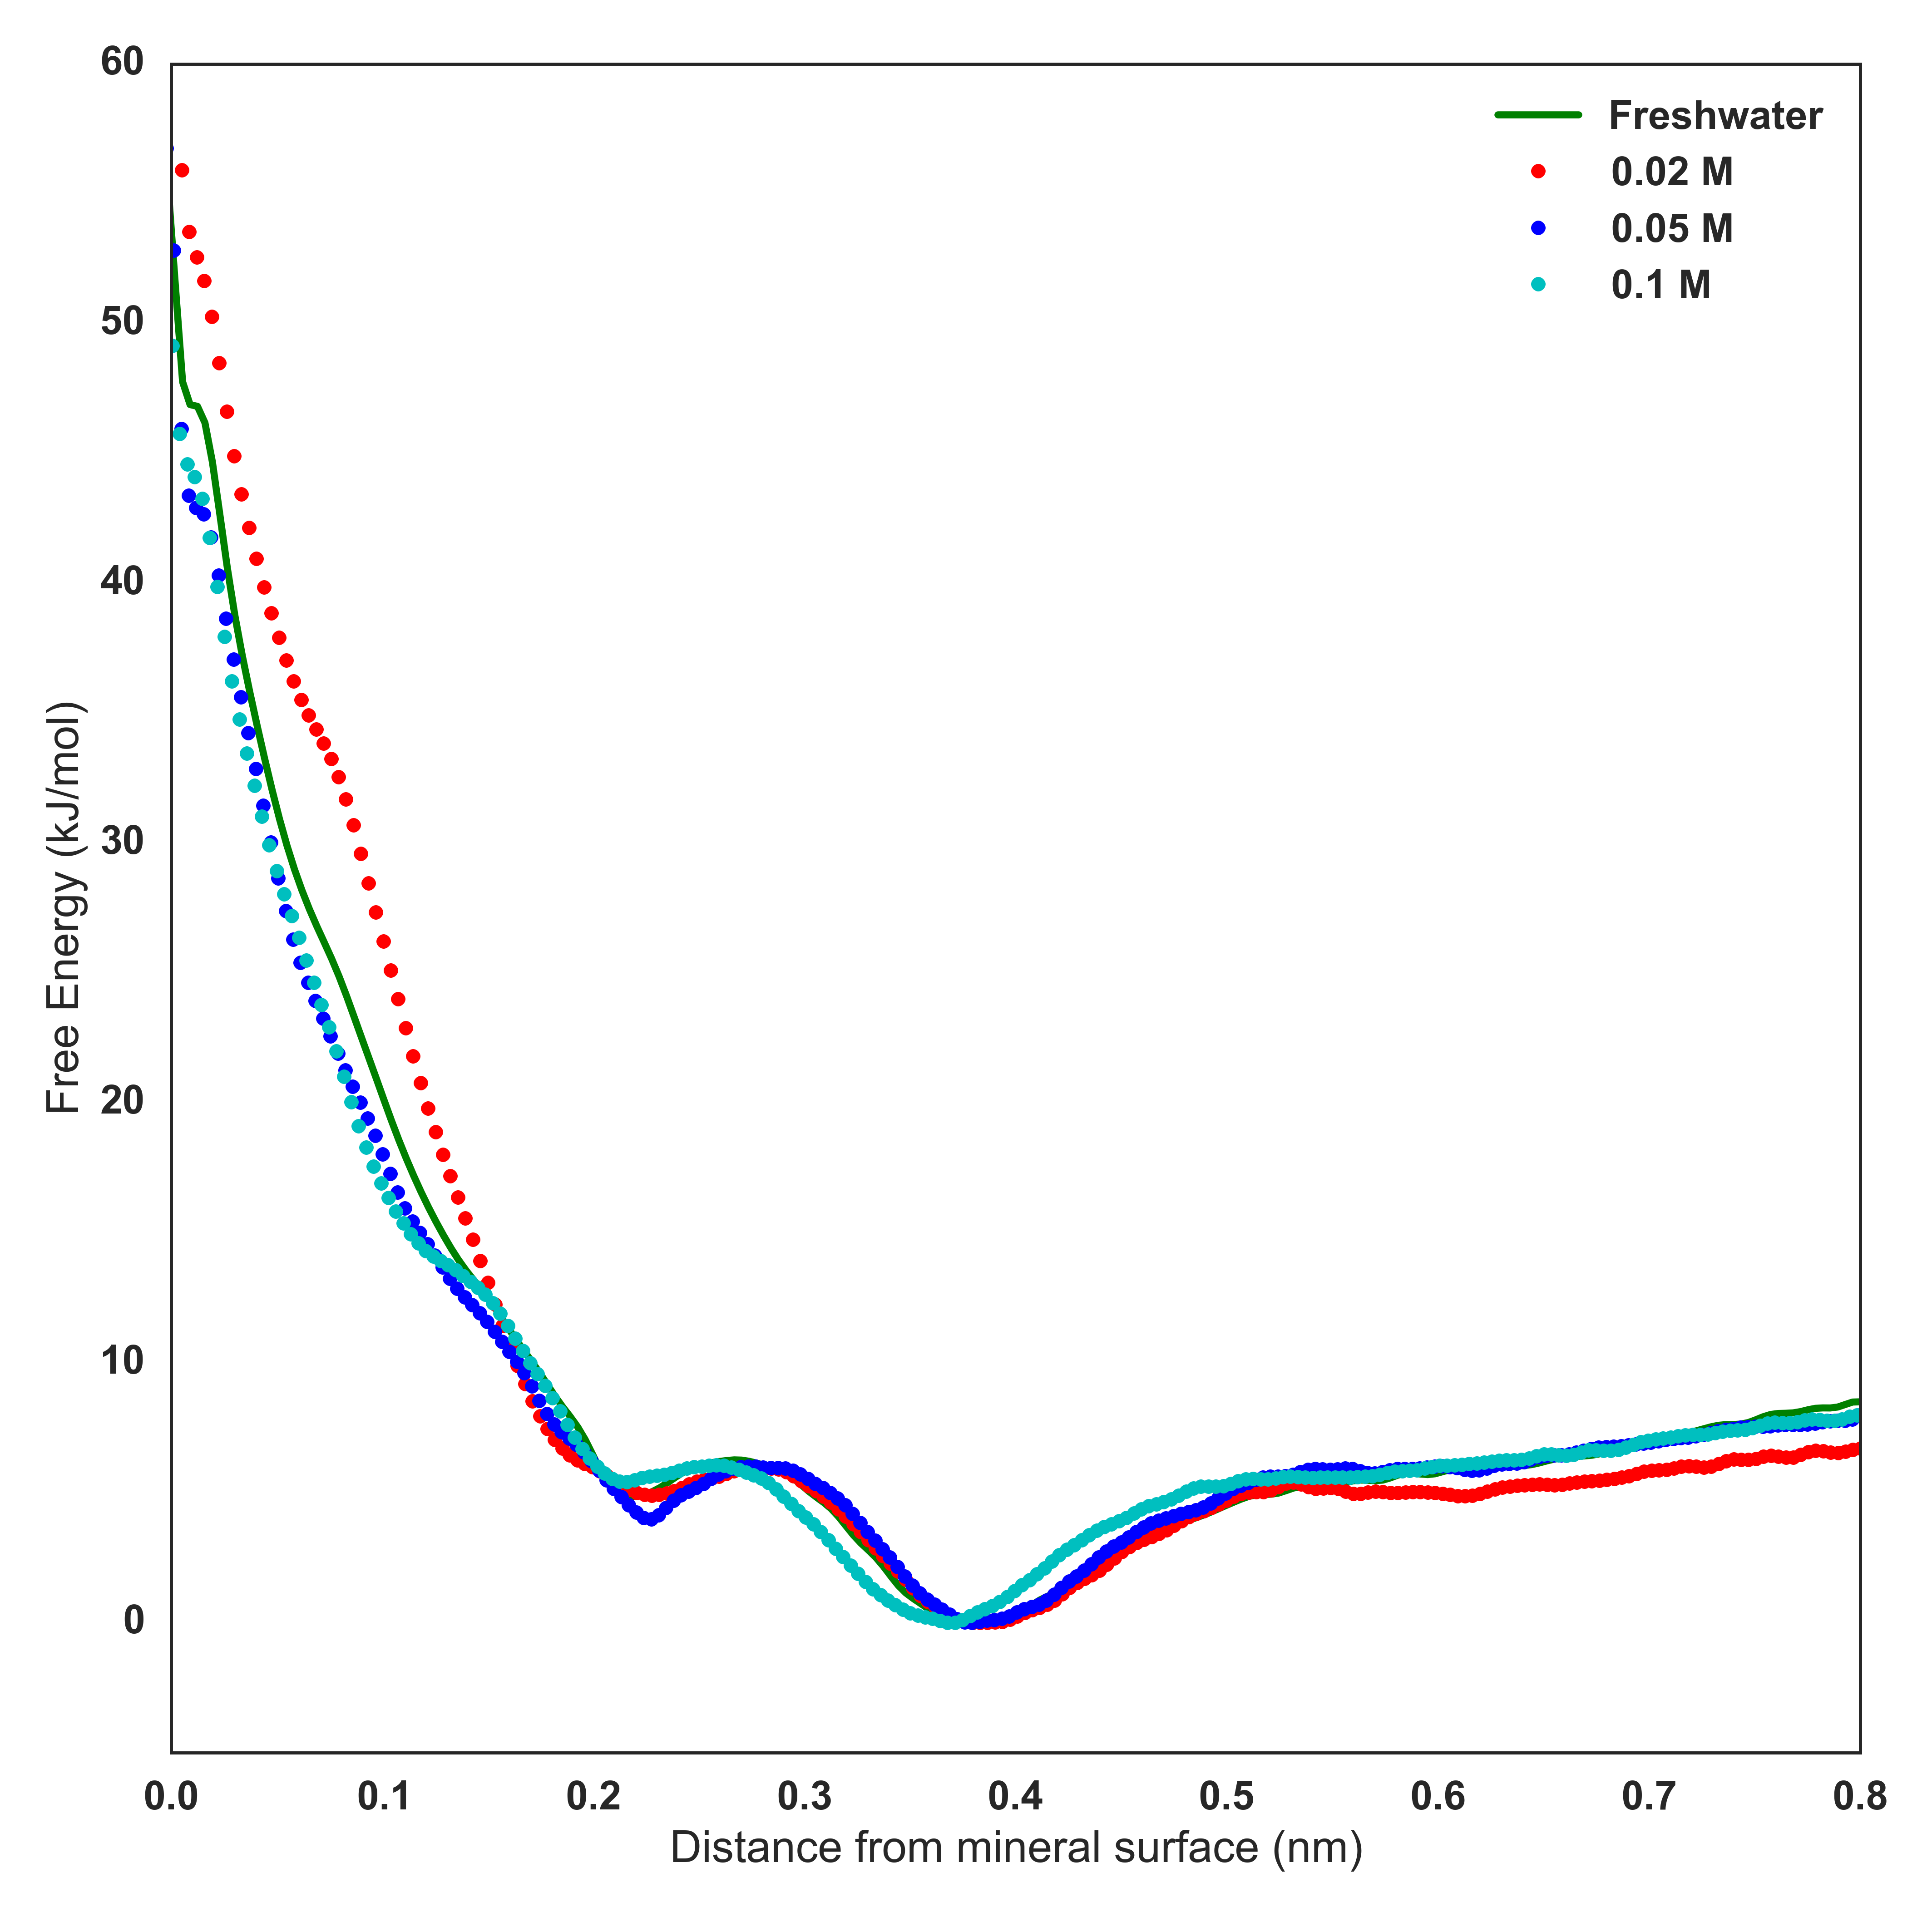 60
50
40
30
20
10
0
Free Energy (kJ/mol)
Freshwater
0.02 M
0.05 M
0.1 M
0.0 0.1 0.2 0.3 0.4 0.5 0.6 0.7 0.8
Distance from mineral surface (nm)